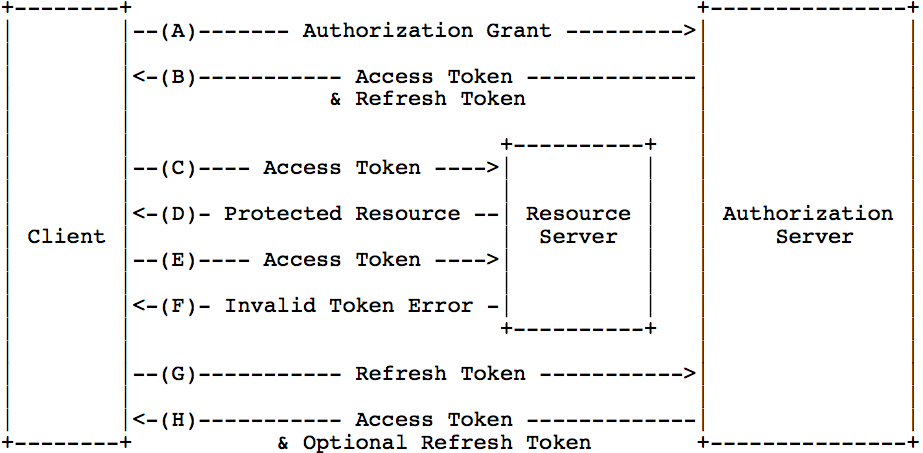 +--------+                                           +---------------+
|        |--(A)------- Authorization Grant --------->|               |
|        |                                           |               |
|        |<-(B)----------- Access Token -------------|               |
|        |               & Refresh Token             |               |
|        |                                           |               |
|        |                            +----------+   |               |
|        |--(C)---- Access Token ---->|          |   |               |
|        |                            |          |   |               |
|        |<-(D)- Protected Resource --| Resource |   | Authorization |
| Client |                            |  Server  |   |     Server    |
|        |--(E)---- Access Token ---->|          |   |               |
|        |                            |          |   |               |
|        |<-(F)- Invalid Token Error -|          |   |               |
|        |                            +----------+   |               |
|        |                                           |               |
|        |--(G)----------- Refresh Token ----------->|               |
|        |                                           |               |
|        |<-(H)----------- Access Token -------------|               |
+--------+           & Optional Refresh Token        +---------------+